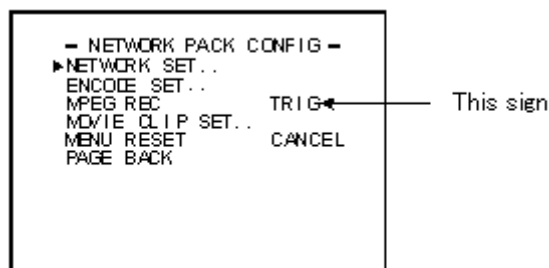 – NETWORK PACK CONFIG –
▶NETWORK SET..
ENCODE SET..
MPEG REC TRIG
MOVIE CLIP SET..
MENU RESET CANCEL
PAGE BACK
This sign